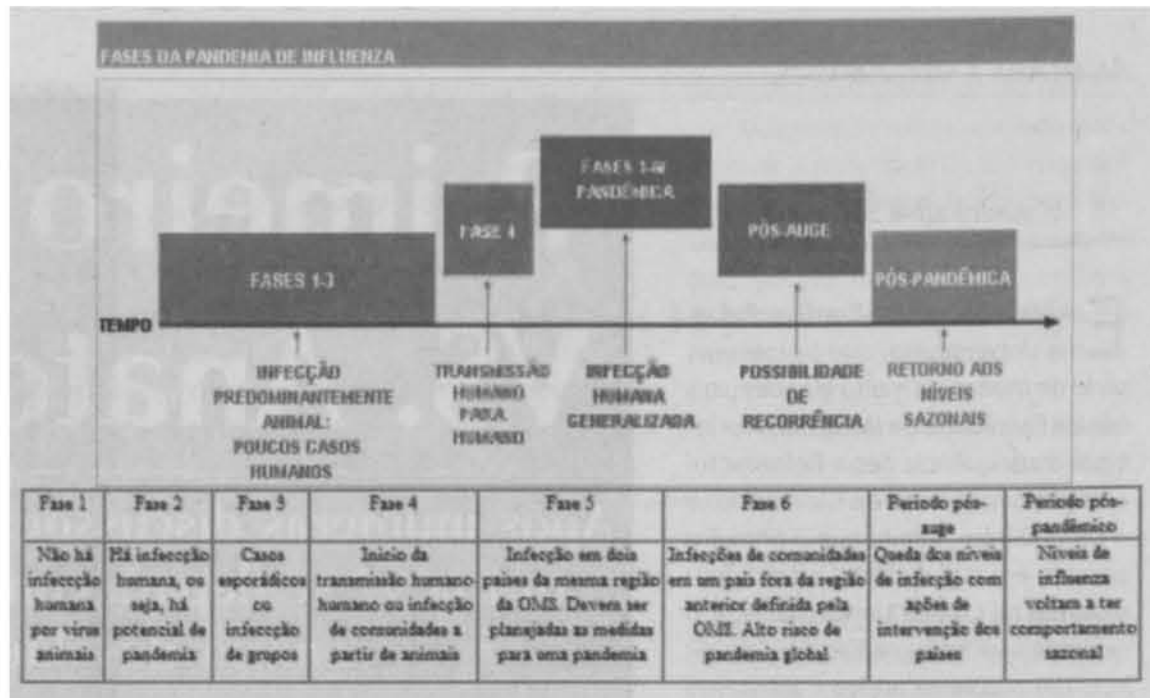 FASES DA PANDEMIA DE INFLUENZA
FASES 5-6/
PANDÊMICA
FASE 4
PÓS-AUGE
FASES 1-3
PÓS-PANDÊMICA
TEMPO
INFECÇÃO
PREDOMINANTEMENTE
ANIMAL:
POUCOS CASOS
HUMANOS
TRANSMISSÃO
HUMANO
PARA
HUMANO
INFECÇÃO
HUMANA
GENERALIZADA
POSSIBILIDADE
DE
RECORRÊNCIA
RETORNO AOS
NÍVEIS
SAZONAIS
Fase 1
Não há
infecção
humana
por vírus
animais
Fase 2
Há infecção
humana, ou
seja, há
potencial de
pandemia
Fase 3
Casos
esporádicos
ou
infecção
de grupos
Fase 4
Início da
transmissão humano-
humano ou infecção
de comunidades a
partir de animais
Fase 5
Infecção em dois
países da mesma região
da OMS. Devem ser
planejadas as medidas
para uma pandemia
Fase 6
Infecções de comunidades
em um país fora da região
anterior definida pela
OMS. Alto risco de
pandemia global
Período pós-
auge
Queda dos níveis
de infecção com
ações de
intervenção dos
países
Período pós-
pandêmico
Níveis de
influenza
voltam a ter
comportamento
sazonal